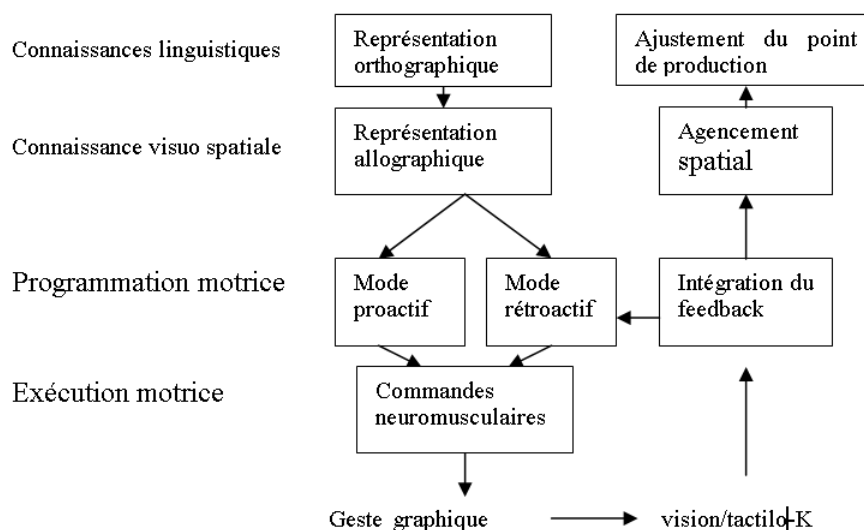 Connaissances linguistiques
Représentation
orthographique
Ajustement du point
de production
Connaissance visuo spatiale
Représentation
allographique
Agencement
spatial
Programmation motrice
Mode
proactif
Mode
rétroactif
Intégration du
feedback
Exécution motrice
Commandes
neuromusculaires
Geste graphique
vision/tactilo-K